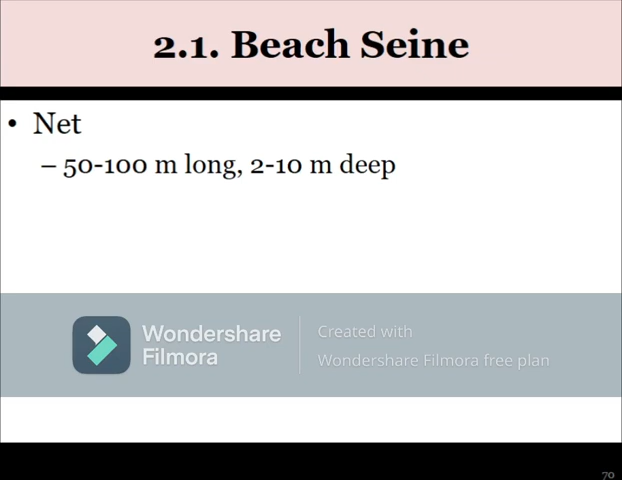 2.1. Beach Seine
• Net
– 50-100 m long, 2-10 m deep
Wondershare
Filmora
Created with
Wondershare Filmora free plan
70